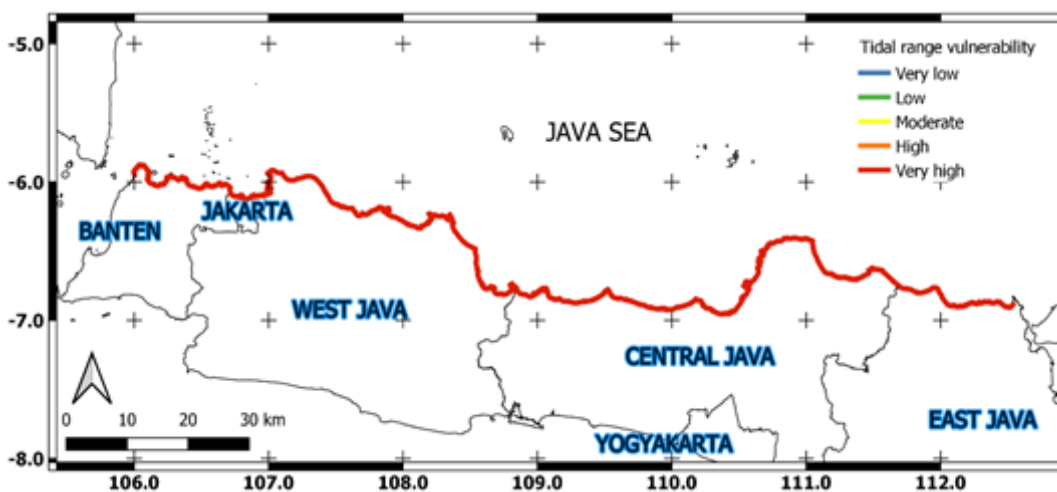 -5.0
-6.0
-7.0
-8.0
Tidal range vulnerability
Very low
Low
Moderate
High
Very high
JAVA SEA
JAKARTA
BANTEN
WEST JAVA
CENTRAL JAVA
YOGYAKARTA
EAST JAVA
0 10 20 30 km
106.0 107.0 108.0 109.0 110.0 111.0 112.0